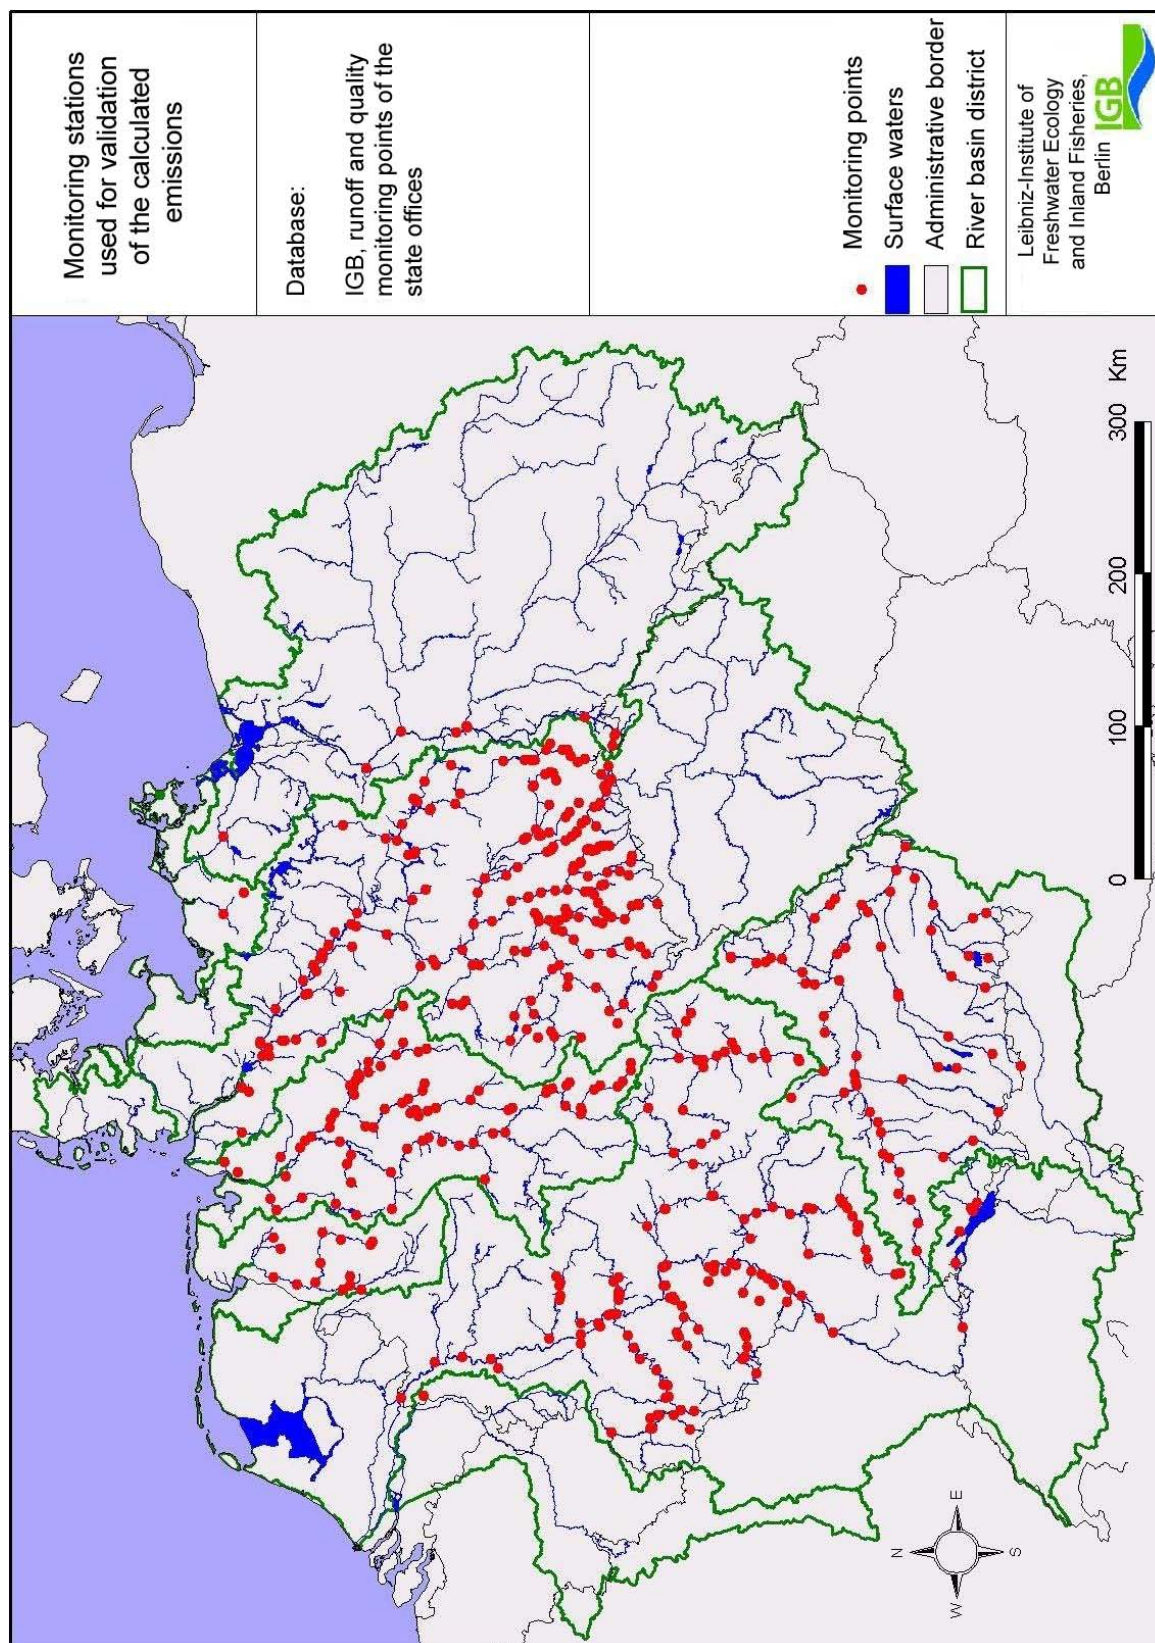 Monitoring stations
used for validation
of the calculated
emissions
Database:
IGB, runoff and quality
monitoring points of the
state offices
Monitoring points
Surface waters
Administrative border
River basin district
Leibniz-Institute of
Freshwater Ecology
and Inland Fisheries,
Berlin
IGB
0 100 200 300 Km
N
W E
S